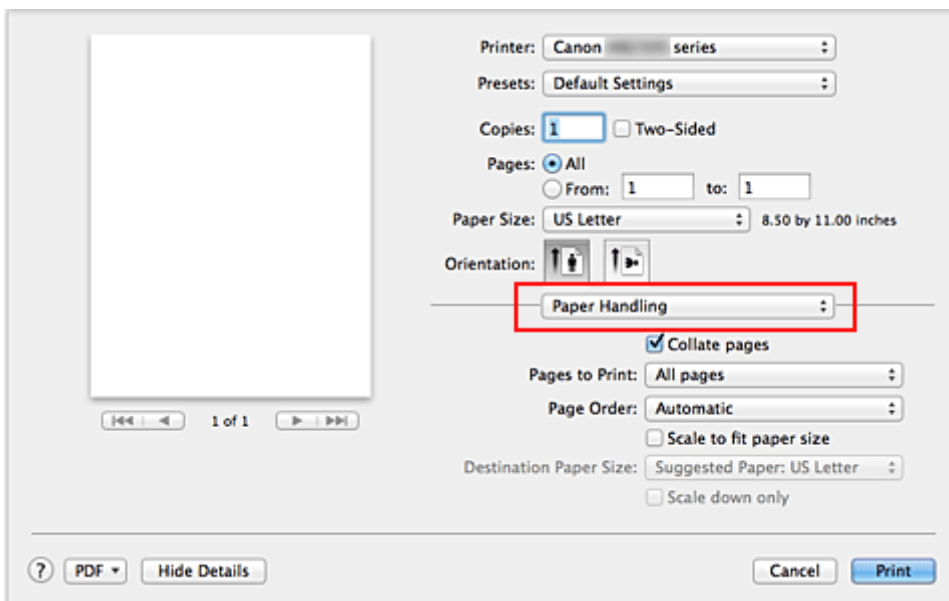 Printer: Canon series
Presets: Default Settings
Copies: 1 Two-Sided
Pages: All
From: 1 to: 1
Paper Size: US Letter 8.50 by 11.00 inches
Orientation:
Paper Handling
Collate pages
Pages to Print: All pages
Page Order: Automatic
Scale to fit paper size
Destination Paper Size: Suggested Paper: US Letter
Scale down only
1 of 1
? PDF Hide Details Cancel Print